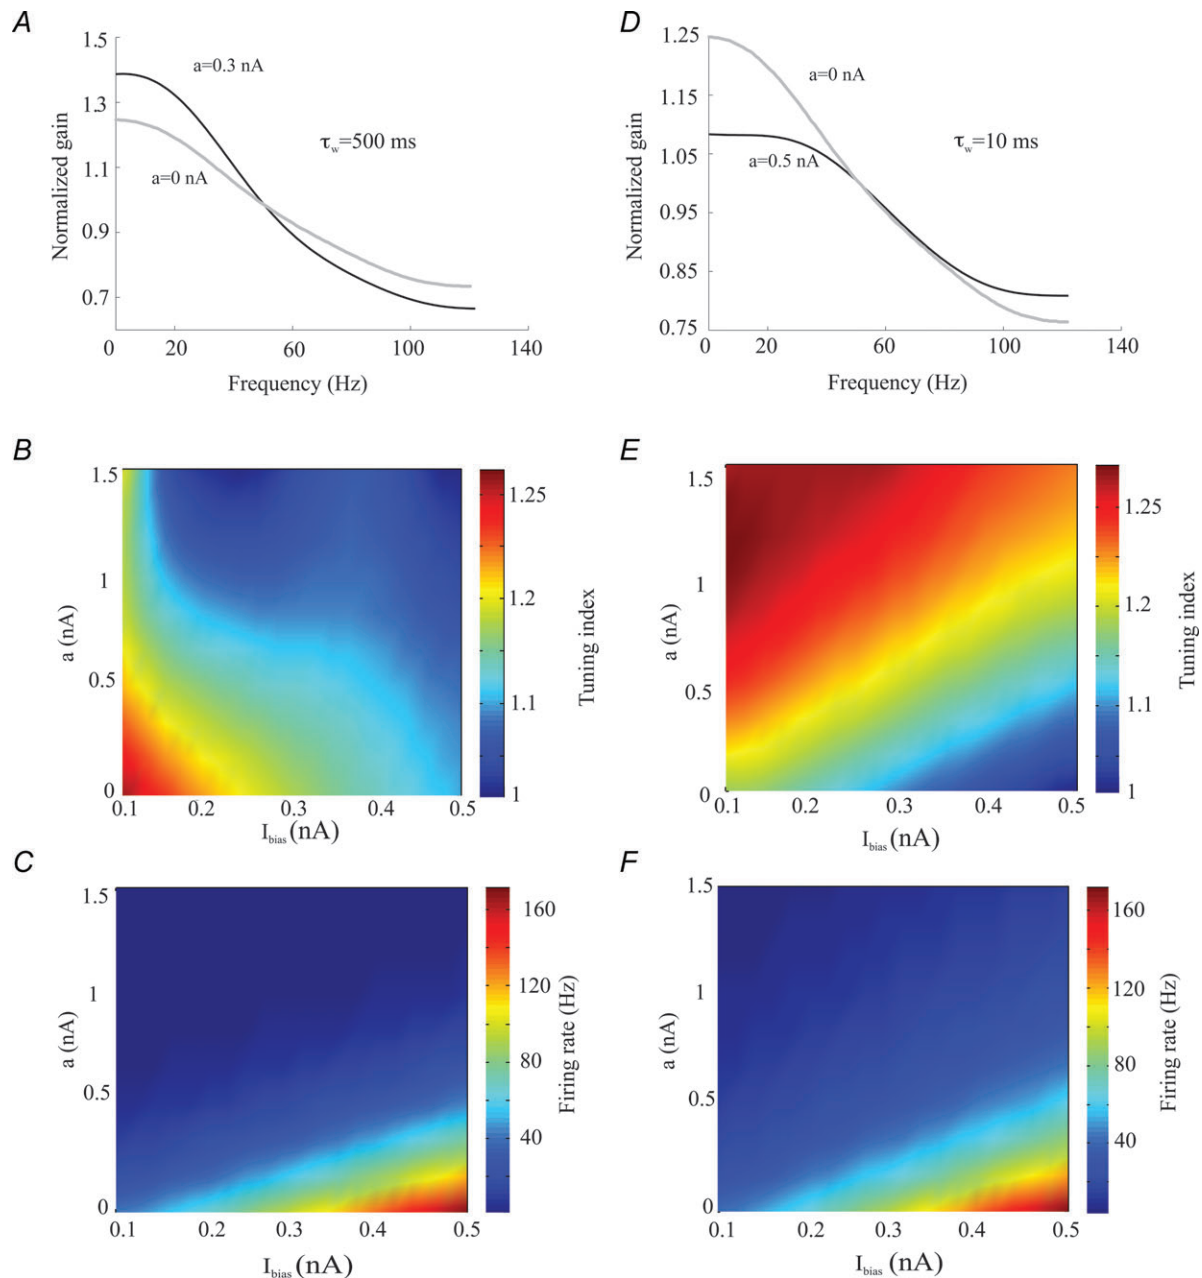 A
1.5
1.3
1.1
0.9
0.7
Normalized gain
a=0.3 nA
a=0 nA
τw=500 ms
0 20 60 100 140
Frequency (Hz)
D
1.25
1.15
1.05
0.95
0.85
0.75
Normalized gain
a=0 nA
a=0.5 nA
τw=10 ms
0 20 60 100 140
Frequency (Hz)
B
1.5
1
0.5
0
a (nA)
0.1 0.2 0.3 0.4 0.5
Ibias (nA)
1.25
1.2
1.1
1
Tuning index
E
1.5
1
0.5
0
a (nA)
0.1 0.2 0.3 0.4 0.5
Ibias (nA)
1.25
1.2
1.1
1
Tuning index
C
1.5
1
0.5
0
a (nA)
0.1 0.2 0.3 0.4 0.5
Ibias (nA)
160
120
80
40
Firing rate (Hz)
F
1.5
1
0.5
0
a (nA)
0.1 0.2 0.3 0.4 0.5
Ibias (nA)
160
120
80
40
Firing rate (Hz)